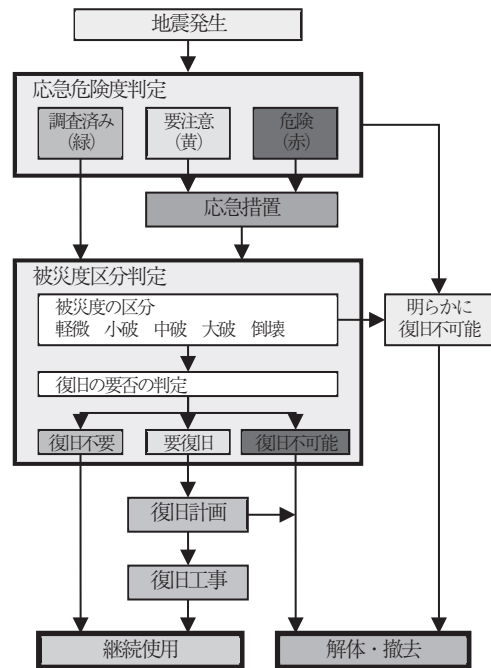 地震発生
応急危険度判定
調査済み
(緑)
要注意
(黄)
危険
(赤)
応急措置
被災度区分判定
被災度の区分
軽微 小破 中破 大破 倒壊
明らかに
復旧不可能
復旧の要否の判定
復旧不要
要復旧
復旧不可能
復旧計画
復旧工事
継続使用
解体・撤去